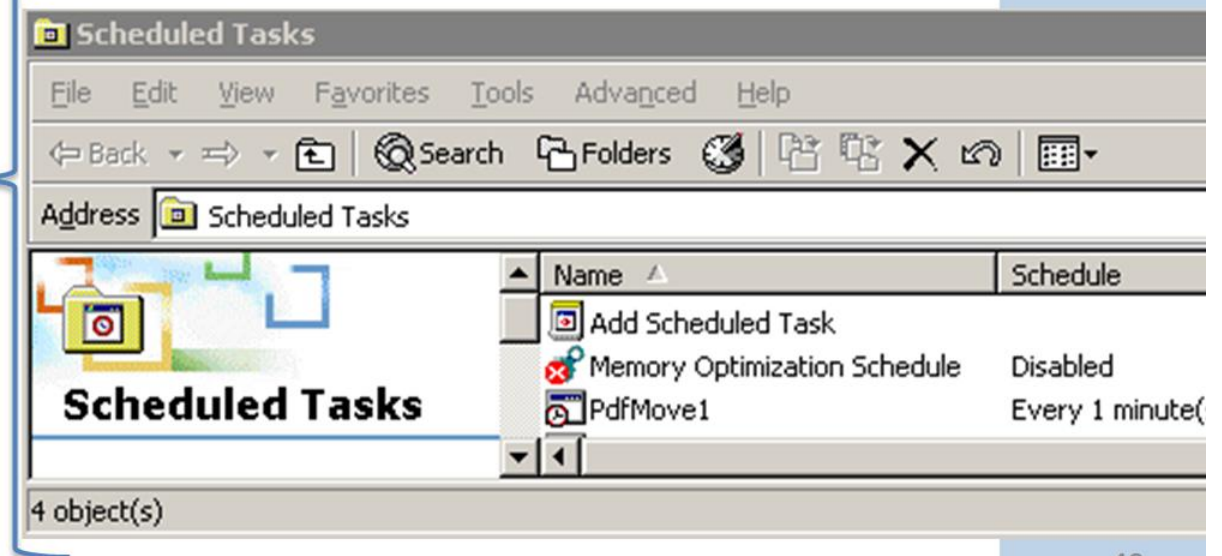 Scheduled Tasks
File Edit View Favorites Tools Advanced Help
Back Search Folders
Address Scheduled Tasks
Name Schedule
Add Scheduled Task
Memory Optimization Schedule Disabled
PdfMove1 Every 1 minute(
Scheduled Tasks
4 object(s)